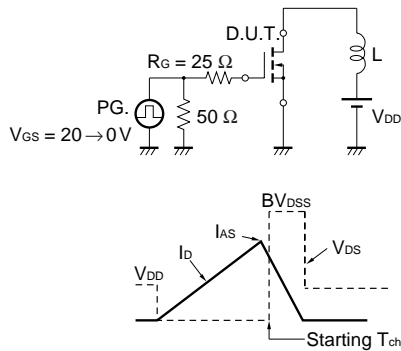 D.U.T.
RG = 25 Ω
L
PG.
50 Ω
VDD
VGS = 20 → 0 V
BVDSS
IAS
VDD
ID
VDS
Starting Tch